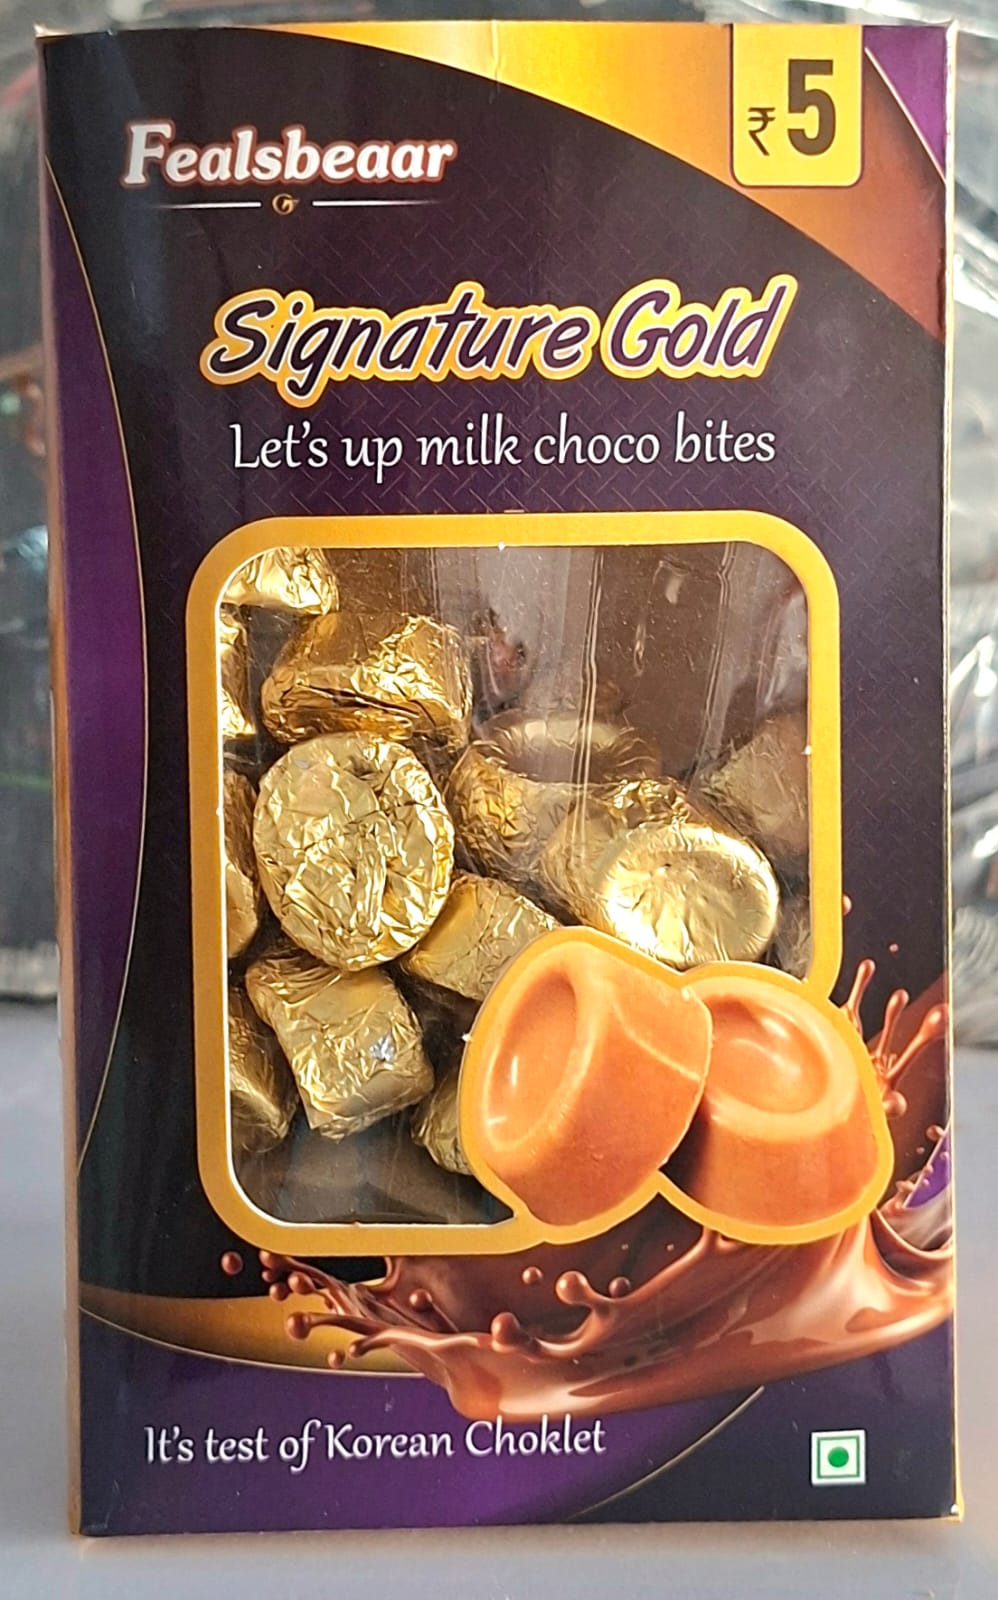 ₹5
Fealsbeaar
Signature Gold
Let's up milk choco bites
It's test of Korean Choklet